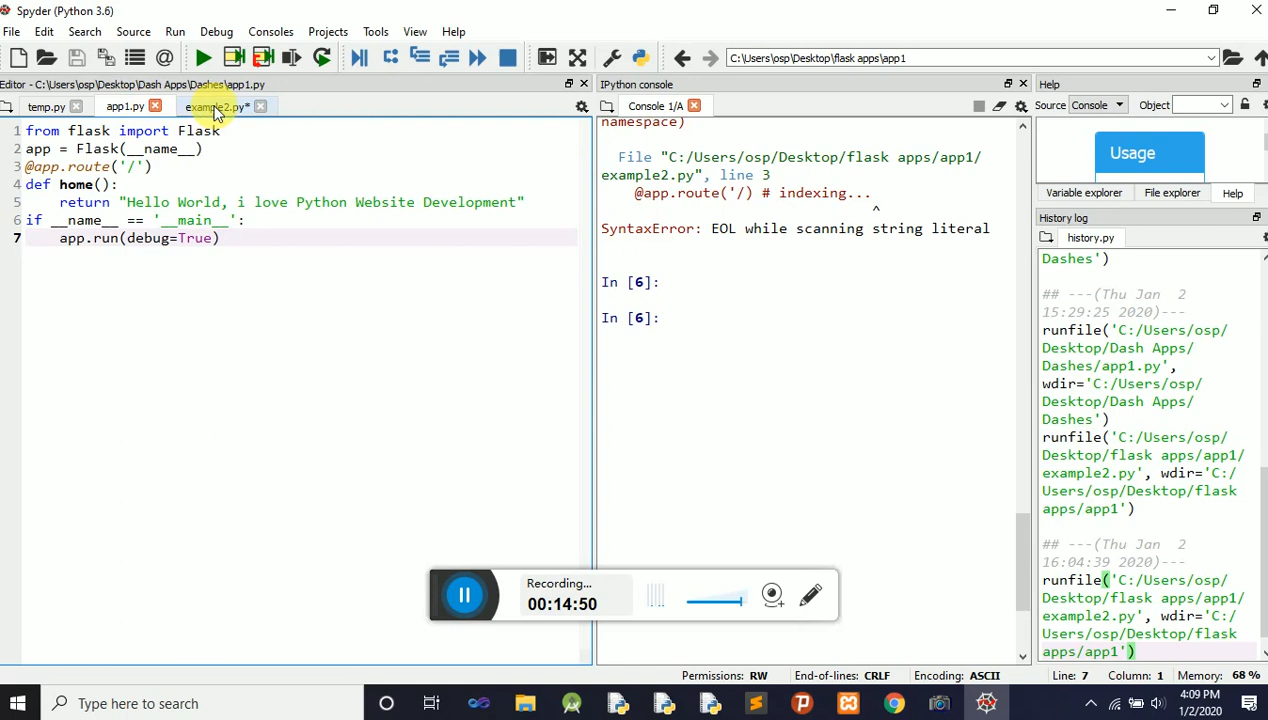 Spyder (Python 3.6)
File Edit Search Source Run Debug Consoles Projects Tools View Help
C:\Users\osp\Desktop\flask apps\app1
Editor - C:\Users\osp\Desktop\Dash Apps\Dashes\app1.py
temp.py app1.py example2.py*
1 from flask import Flask
2 app = Flask(__name__)
3 @app.route('/')
4 def home():
5 return "Hello World, i love Python Website Development"
6 if __name__ == '__main__':
7 app.run(debug=True)
IPython console
Console 1/A
namespace)
File "C:/Users/osp/Desktop/flask apps/app1/
example2.py", line 3
@app.route('/) # indexing...
^
SyntaxError: EOL while scanning string literal
In [6]:
In [6]:
Help
Source Console Object
Usage
Variable explorer File explorer Help
History log
history.py
Dashes')
## ---(Thu Jan 2
15:29:25 2020)---
runfile('C:/Users/osp/
Desktop/Dash Apps/
Dashes/app1.py',
wdir='C:/Users/osp/
Desktop/Dash Apps/
Dashes')
runfile('C:/Users/osp/
Desktop/flask apps/app1/
example2.py', wdir='C:/
Users/osp/Desktop/flask
apps/app1')
## ---(Thu Jan 2
16:04:39 2020)---
runfile('C:/Users/osp/
Desktop/flask apps/app1/
example2.py', wdir='C:/
Users/osp/Desktop/flask
apps/app1')
Recording...
00:14:50
Permissions: RW End-of-lines: CRLF Encoding: ASCII Line: 7 Column: 1 Memory: 68 %
Type here to search
4:09 PM
1/2/2020